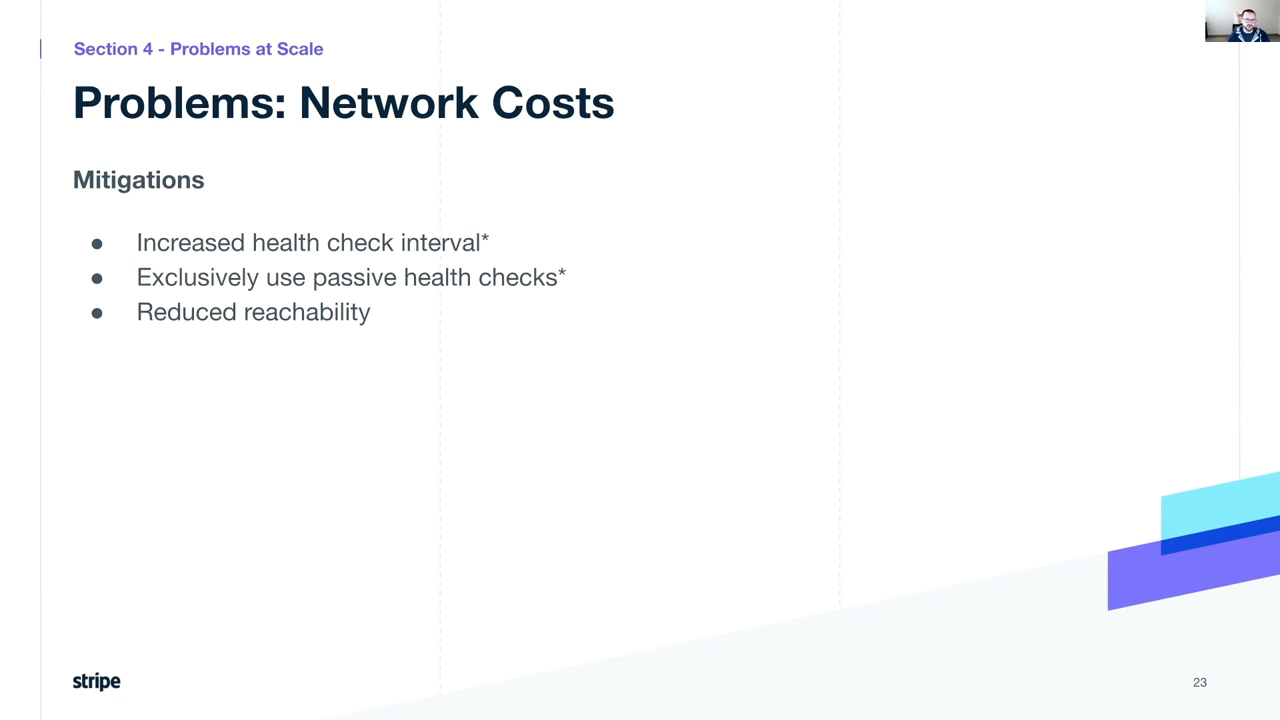 Section 4 - Problems at Scale
Problems: Network Costs
Mitigations
● Increased health check interval*
● Exclusively use passive health checks*
● Reduced reachability
stripe
23